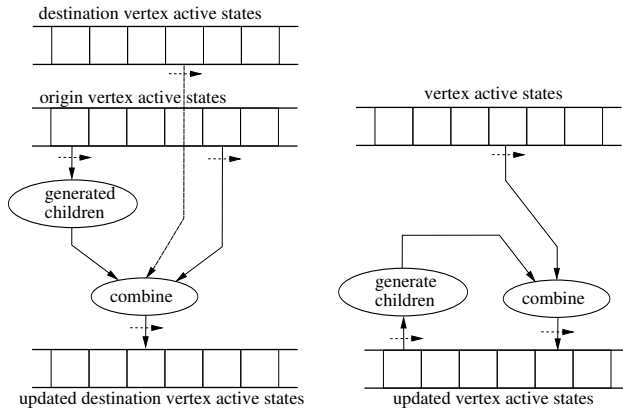 destination vertex active states
origin vertex active states
generated
children
combine
updated destination vertex active states
vertex active states
generate
children
combine
updated vertex active states